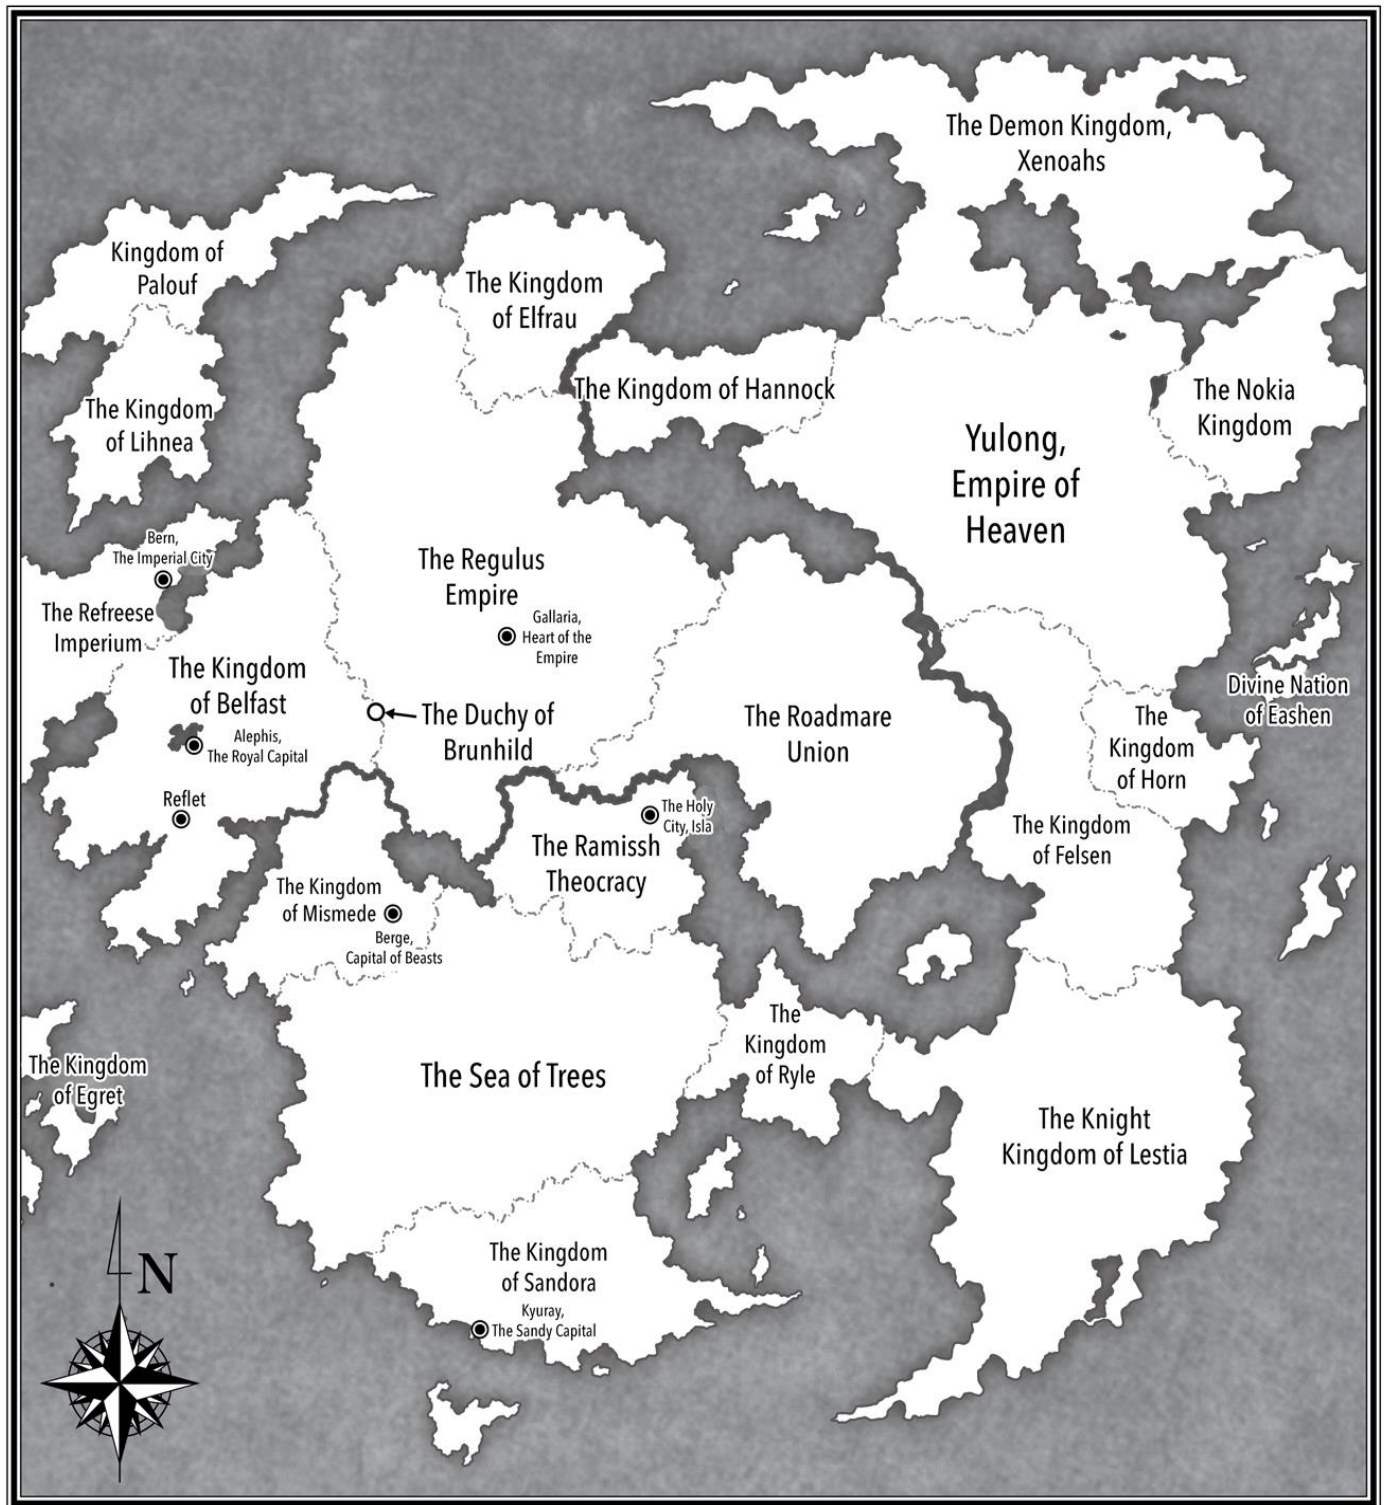 The Demon Kingdom,
Xenoahs
Kingdom of
Palouf
The Kingdom
of Elfrau
The Kingdom of Hannock
The Nokia
Kingdom
The Kingdom
of Lihnea
Yulong,
Empire of
Heaven
Bern,
The Imperial City
The Refreese
Imperium
The Regulus
Empire
Gallaria,
Heart of the
Empire
The Kingdom
of Belfast
Alephis,
The Royal Capital
The Duchy of
Brunhild
The Roadmare
Union
Divine Nation
of Eashen
The
Kingdom
of Horn
Reflet
The Holy
City, Isla
The Ramissh
Theocracy
The Kingdom
of Felsen
The Kingdom
of Mismede
Berge,
Capital of Beasts
The
Kingdom
of Ryle
The Kingdom
of Egret
The Sea of Trees
The Knight
Kingdom of Lestia
The Kingdom
of Sandora
Kyuray,
The Sandy Capital
N